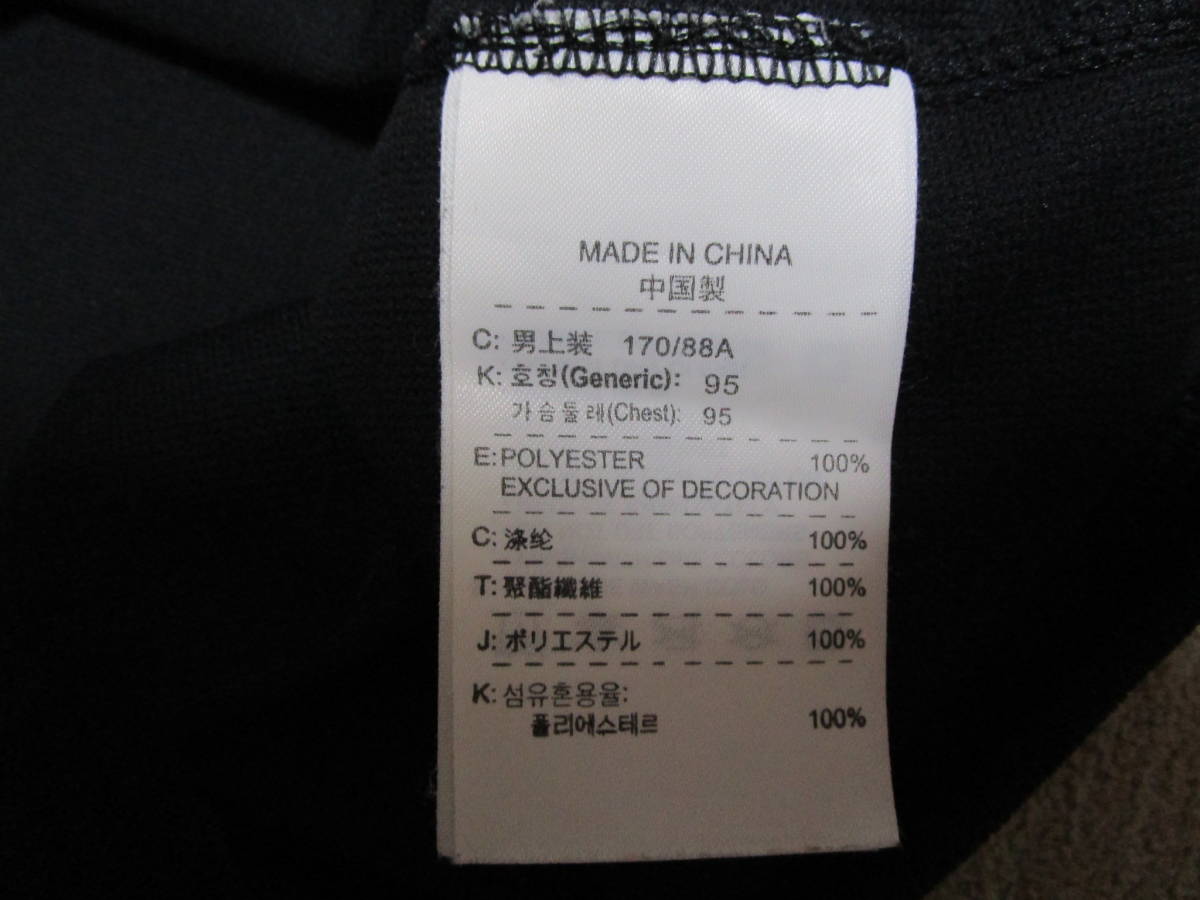 MADE IN CHINA
中国製
C: 男上装 170/88A
K: 호칭(Generic): 95
가슴둘레(Chest): 95
E: POLYESTER 100%
EXCLUSIVE OF DECORATION
C: 涤纶 100%
T: 聚酯纖維 100%
J: ポリエステル 100%
K: 섬유혼용율:
폴리에스테르 100%